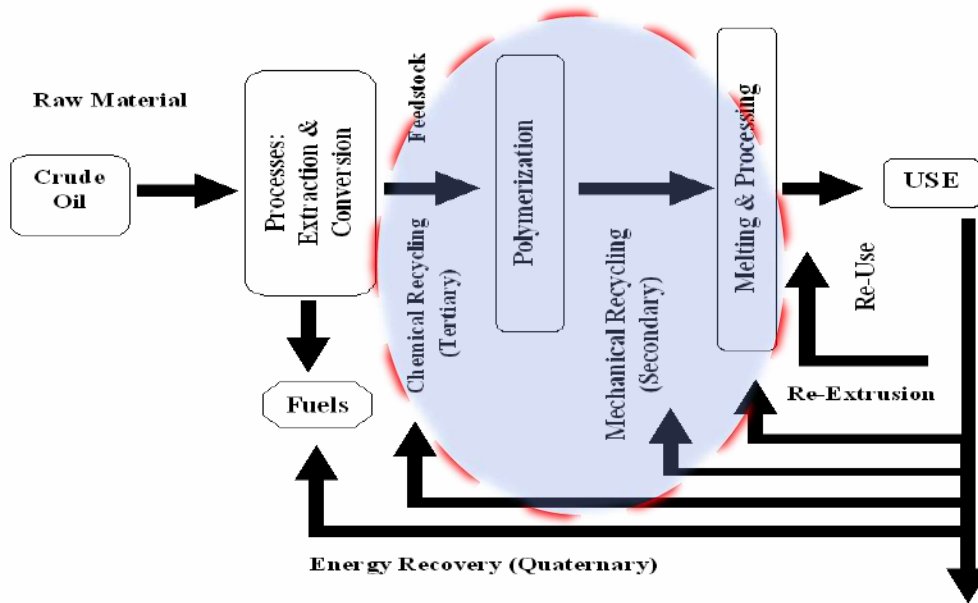 Raw Material
Crude
Oil
Processes:
Extraction &
Conversion
Feedstock
Polymerization
Melting & Processing
USE
Fuels
Chemical Recycling
(Tertiary)
Mechanical Recycling
(Secondary)
Re-Use
Re-Extrusion
Energy Recovery (Quaternary)